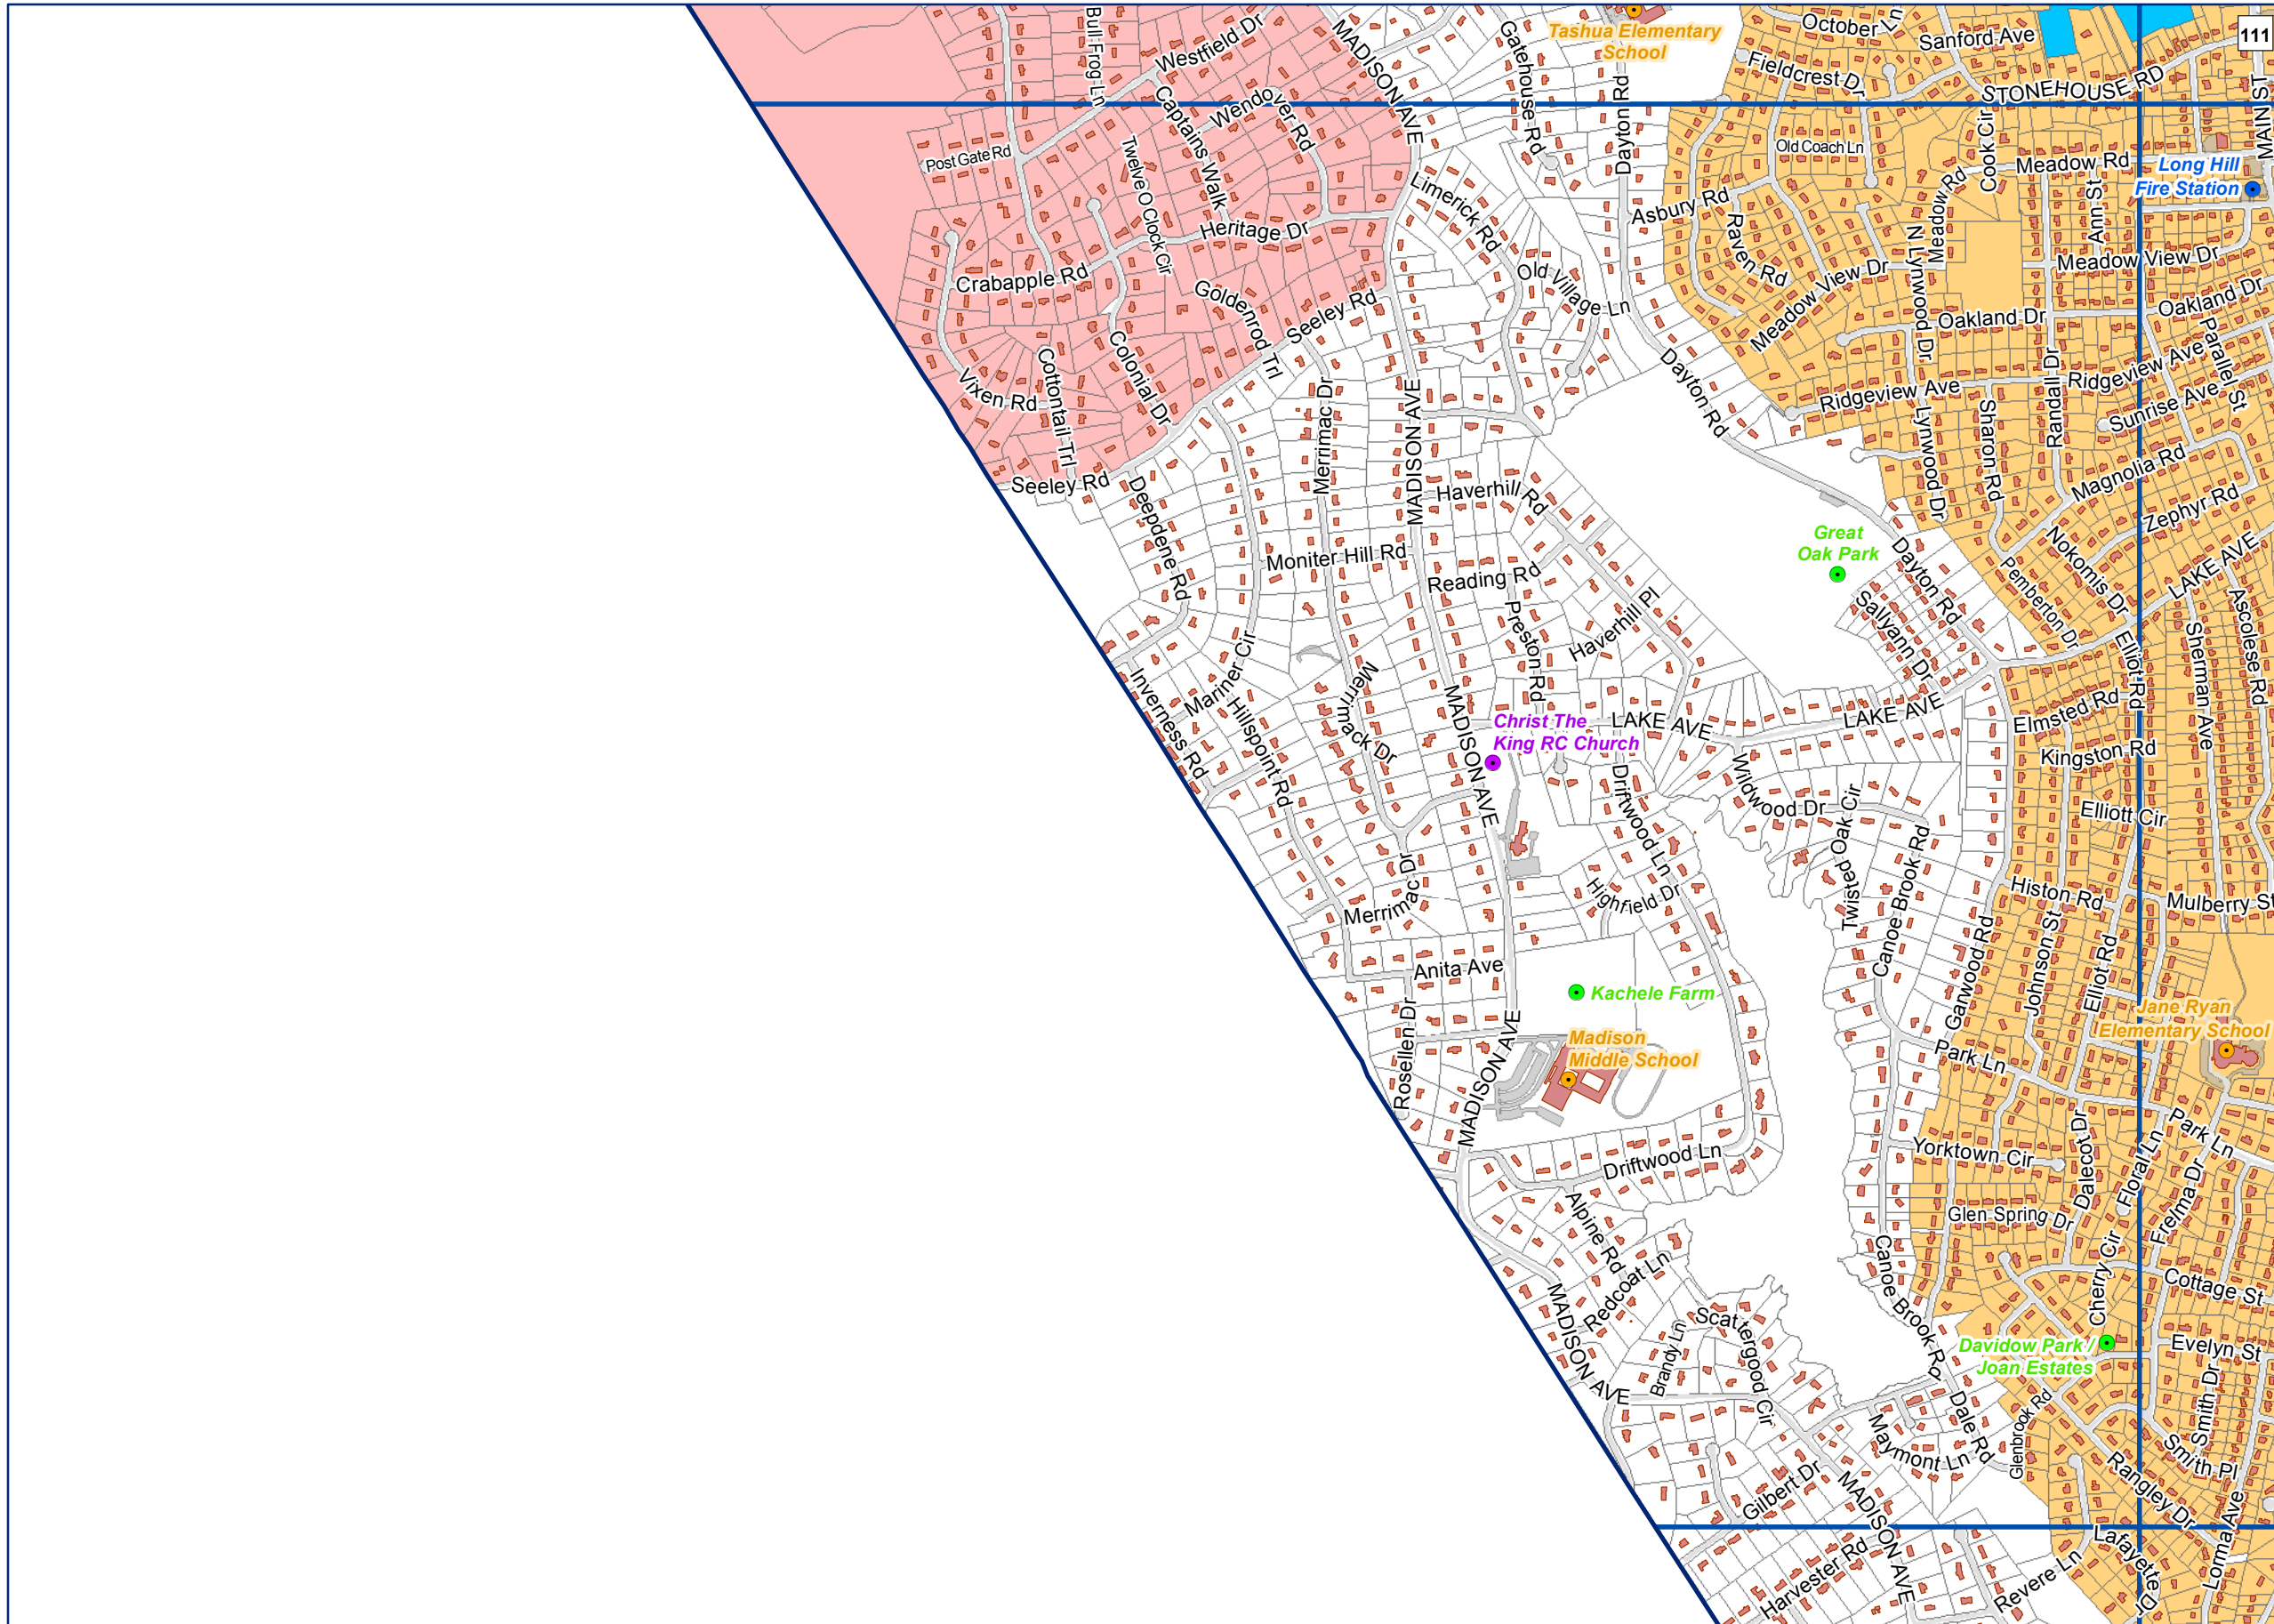 Bull Frog Ln
Westfield Dr
MADISON AVE
Gatehouse Rd
Tashua Elementary
School
October Ln
Sanford Ave
111
Fieldcrest Dr
STONEHOUSE RD
MAIN ST
Captains Walk
Wendover Rd
Dayton Rd
Cook Cir
Old Coach Ln
Post Gate Rd
Twelve O Clock Cir
Meadow Rd
Long Hill
Fire Station
Limerick Rd
Asbury Rd
Raven Rd
Meadow Rd
Ann St
Heritage Dr
N Lynwood Dr
Meadow View Dr
Meadow View Dr
Crabapple Rd
Old Village Ln
Goldenrod Trl
Seeley Rd
Oakland Dr
Oakland Dr
Colonial Dr
Cottontail Trl
Vixen Rd
Merrimac Dr
MADISON AVE
Dayton Rd
Ridgeview Ave
Ridgeview Ave
Parallel St
Randall Dr
Sunrise Ave
Lynwood Dr
Sharon Rd
Magnolia Rd
Seeley Rd
Deepdene Rd
Haverhill Rd
Zephyr Rd
Great
Oak Park
Moniter Hill Rd
Reading Rd
Dayton Rd
Nokomis Dr
LAKE AVE
Pemberton Dr
Preston Rd
Haverhill Pl
Sallyann Dr
Elliot Rd
Sherman Ave
Ascolese Rd
Mariner Cir
Inverness Rd
Hillspoint Rd
Merrimack Dr
MADISON AVE
Christ The
King RC Church
LAKE AVE
LAKE AVE
Elmsted Rd
Kingston Rd
Driftwood Ln
Wildwood Dr
Twisted Oak Cir
Elliott Cir
Canoe Brook Rd
Merrimac Dr
Highfield Dr
Histon Rd
Mulberry St
Johnson St
Elliot Rd
Garwood Rd
Anita Ave
Kachele Farm
Rosellen Dr
MADISON AVE
Madison
Middle School
Jane Ryan
Elementary School
Park Ln
Park Ln
Driftwood Ln
Yorktown Cir
Dalecot Dr
Floral Ln
Frelma Dr
Alpine Rd
Glen Spring Dr
Redcoat Ln
Canoe Brook Rd
Cherry Cir
Cottage St
MADISON AVE
Brandy Ln
Scattergood Cir
Davidow Park /
Joan Estates
Evelyn St
Smith Dr
Dale Rd
Glenbrook Rd
Maymont Ln
Smith Pl
Gilbert Dr
MADISON AVE
Rangley Dr
Lorma Ave
Harvester Rd
Revere Ln
Lafayette Dr